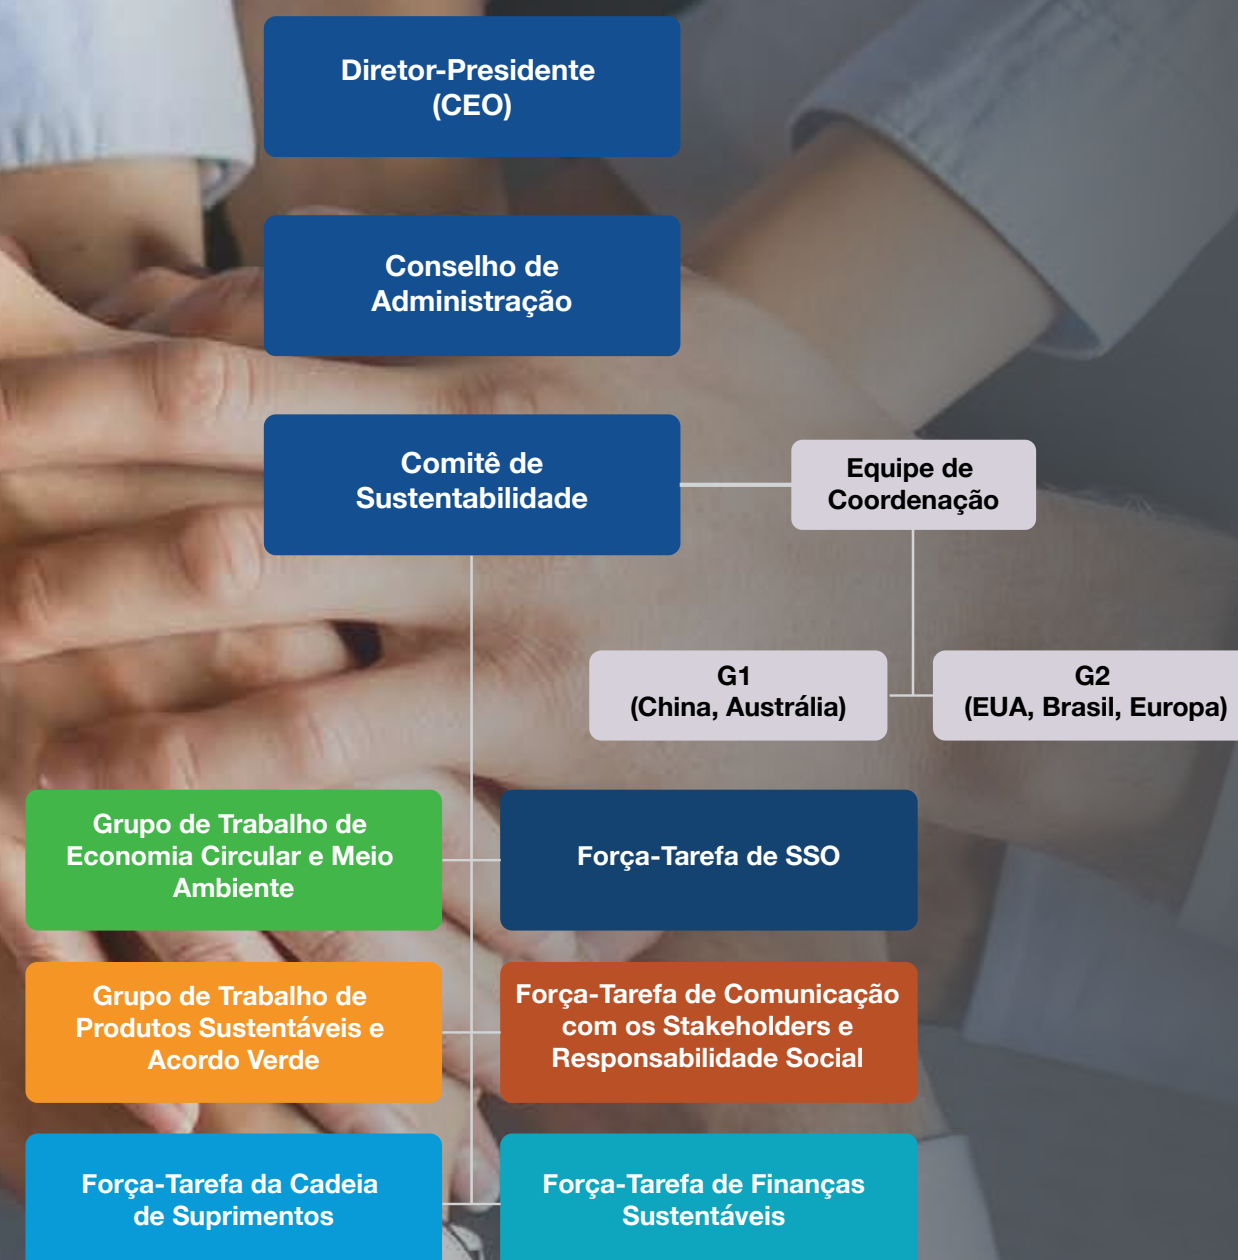 Diretor-Presidente
(CEO)
Conselho de
Administração
Comitê de
Sustentabilidade
Equipe de
Coordenação
G1
(China, Austrália)
G2
(EUA, Brasil, Europa)
Grupo de Trabalho de
Economia Circular e Meio
Ambiente
Força-Tarefa de SSO
Grupo de Trabalho de
Produtos Sustentáveis e
Acordo Verde
Força-Tarefa de Comunicação
com os Stakeholders e
Responsabilidade Social
Força-Tarefa da Cadeia
de Suprimentos
Força-Tarefa de Finanças
Sustentáveis